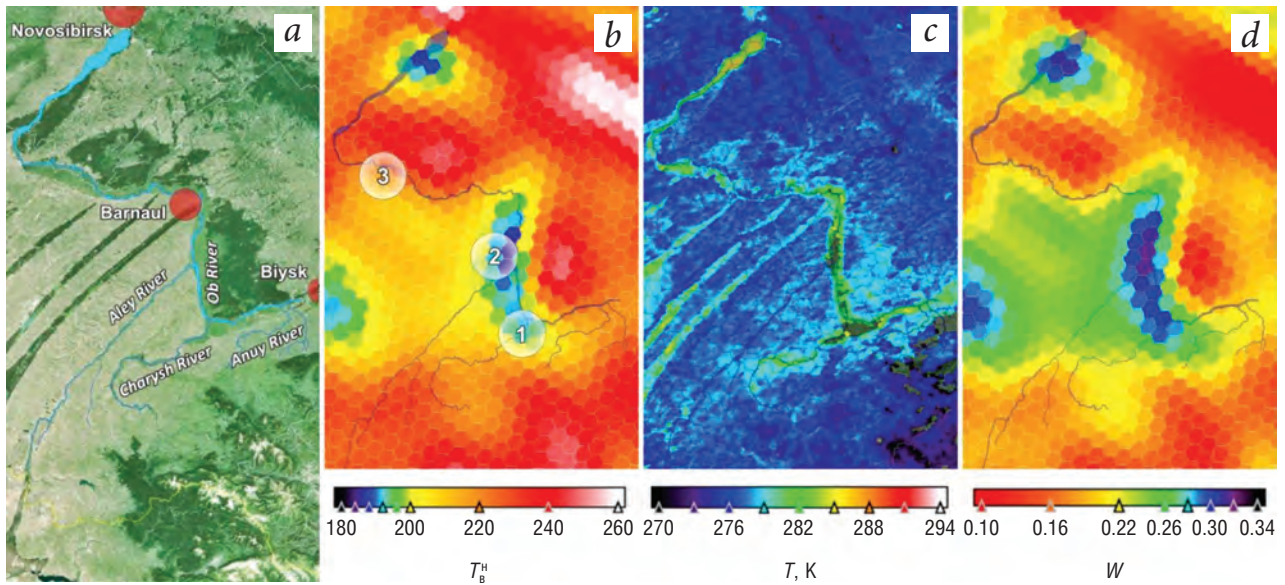 a
b
c
d
Novosibirsk
Barnaul
Biysk
Ob River
Aley River
Anuy River
Charysh River
3
2
1
180 200 220 240 260
270 276 282 288 294
0.10 0.16 0.22 0.26 0.30 0.34
T_B^H
T, K
W